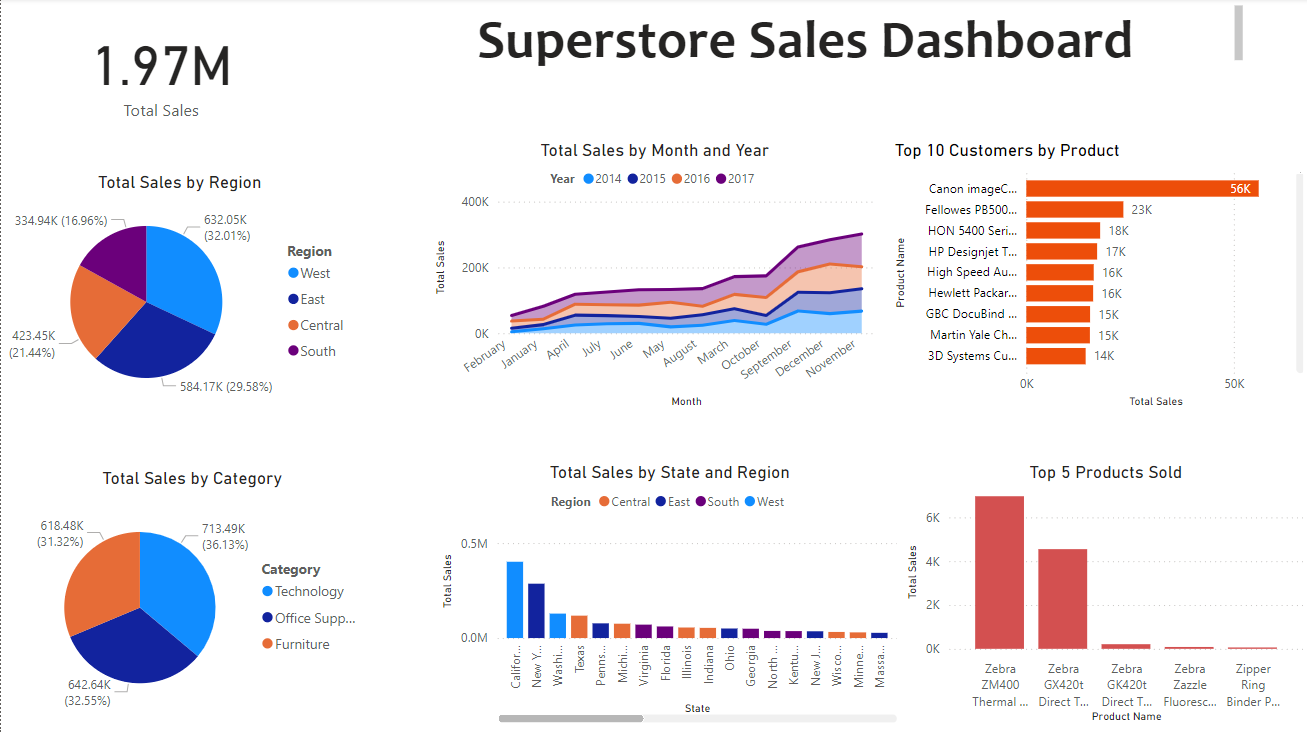 Superstore Sales Dashboard
1.97M
Total Sales
Total Sales by Region
334.94K (16.96%)
632.05K
(32.01%)
423.45K
(21.44%)
584.17K (29.58%)
Region
West
East
Central
South
Total Sales by Month and Year
Year 2014 2015 2016 2017
Total Sales
400K
200K
0K
February
January
April
July
June
May
August
March
October
September
December
November
Month
Top 10 Customers by Product
Product Name
Canon imageC... 56K
Fellowes PB500... 23K
HON 5400 Seri... 18K
HP Designjet T... 17K
High Speed Au... 16K
Hewlett Packar... 16K
GBC DocuBind ... 15K
Martin Yale Ch... 15K
3D Systems Cu... 14K
0K 50K
Total Sales
Total Sales by Category
618.48K
(31.32%)
713.49K
(36.13%)
642.64K
(32.55%)
Category
Technology
Office Supp...
Furniture
Total Sales by State and Region
Region Central East South West
Total Sales
0.5M
0.0M
Califor...
New Y...
Washi...
Texas
Penns...
Michi...
Virginia
Florida
Illinois
Indiana
Ohio
Georgia
North ...
Kentu...
New J...
Wisco...
Minne...
Massa...
State
Top 5 Products Sold
Total Sales
6K
4K
2K
0K
Zebra
ZM400
Thermal ...
Zebra
GX420t
Direct T...
Zebra
GK420t
Direct T...
Zebra
Zazzle
Fluoresc...
Zipper
Ring
Binder P...
Product Name